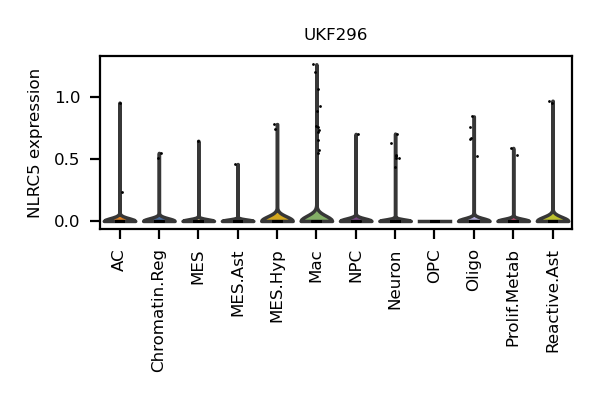 UKF296
NLRC5 expression
1.0
0.5
0.0
AC
Chromatin.Reg
MES
MES.Ast
MES.Hyp
Mac
NPC
Neuron
OPC
Oligo
Prolif.Metab
Reactive.Ast